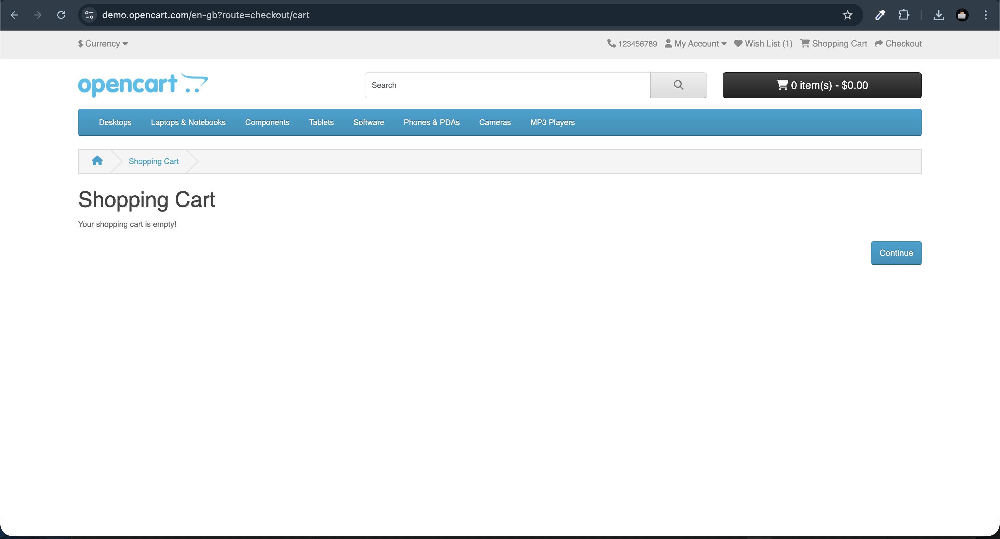 demo.opencart.com/en-gb?route=checkout/cart
$ Currency 123456789 My Account Wish List (1) Shopping Cart Checkout
opencart Search 0 item(s) - $0.00
Desktops Laptops & Notebooks Components Tablets Software Phones & PDAs Cameras MP3 Players
Shopping Cart
Shopping Cart
Your shopping cart is empty!
Continue